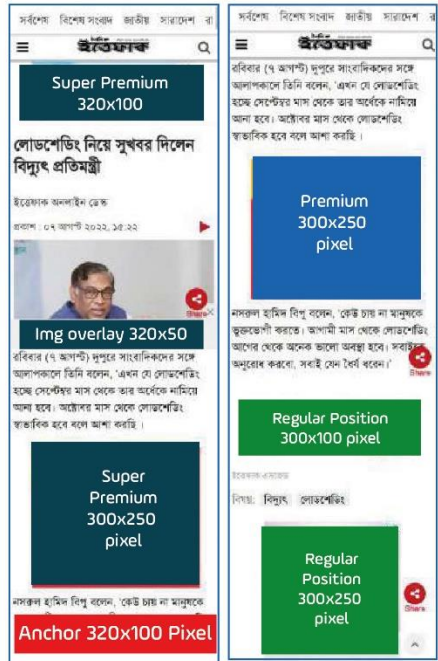 সর্বশেষ বিশেষ সংবাদ জাতীয় সারাদেশ রা
দৈনিক
ইত্তেফাক
Super Premium
320x100
লোডশেডিং নিয়ে সুখবর দিলেন
বিদ্যুৎ প্রতিমন্ত্রী
ইত্তেফাক অনলাইন ডেস্ক
প্রকাশ : ০৭ আগস্ট ২০২২, ১৫:২২
Share
Img overlay 320x50
রবিবার (৭ আগস্ট) দুপুরে সাংবাদিকদের সঙ্গে
আলাপকালে তিনি বলেন, 'এখন যে লোডশেডিং
হচ্ছে সেপ্টেম্বর মাস থেকে তার অর্ধেকে নামিয়ে
আনা হবে। অক্টোবর মাস থেকে লোডশেডিং
স্বাভাবিক হবে বলে আশা করছি ।
Super
Premium
300x250
pixel
নসরুল হামিদ বিপু বলেন, 'কেউ চায় না মানুষকে
Anchor 320x100 Pixel
সর্বশেষ বিশেষ সংবাদ জাতীয় সারাদেশ র
দৈনিক
ইত্তেফাক
রবিবার (৭ আগস্ট) দুপুরে সাংবাদিকদের সঙ্গে
আলাপকালে তিনি বলেন, 'এখন যে লোডশেডিং
হচ্ছে সেপ্টেম্বর মাস থেকে তার অর্ধেকে নামিয়ে
আনা হবে। অক্টোবর মাস থেকে লোডশেডিং
স্বাভাবিক হবে বলে আশা করছি ।
Premium
300x250
pixel
নসরুল হামিদ বিপু বলেন, 'কেউ চায় না মানুষকে
ভুক্তভোগী করতে। আগামী মাস থেকে লোডশেডিং
আগের থেকে অনেক ভালো অবস্থা হবে। সবাইকে
অনুরোধ করবো, সবাই যেন ধৈর্য ধরেন।'
Share
Regular Position
300x100 pixel
বিষয়: বিদ্যুৎ লোডশেডিং
Regular
Position
300x250
pixel
Share